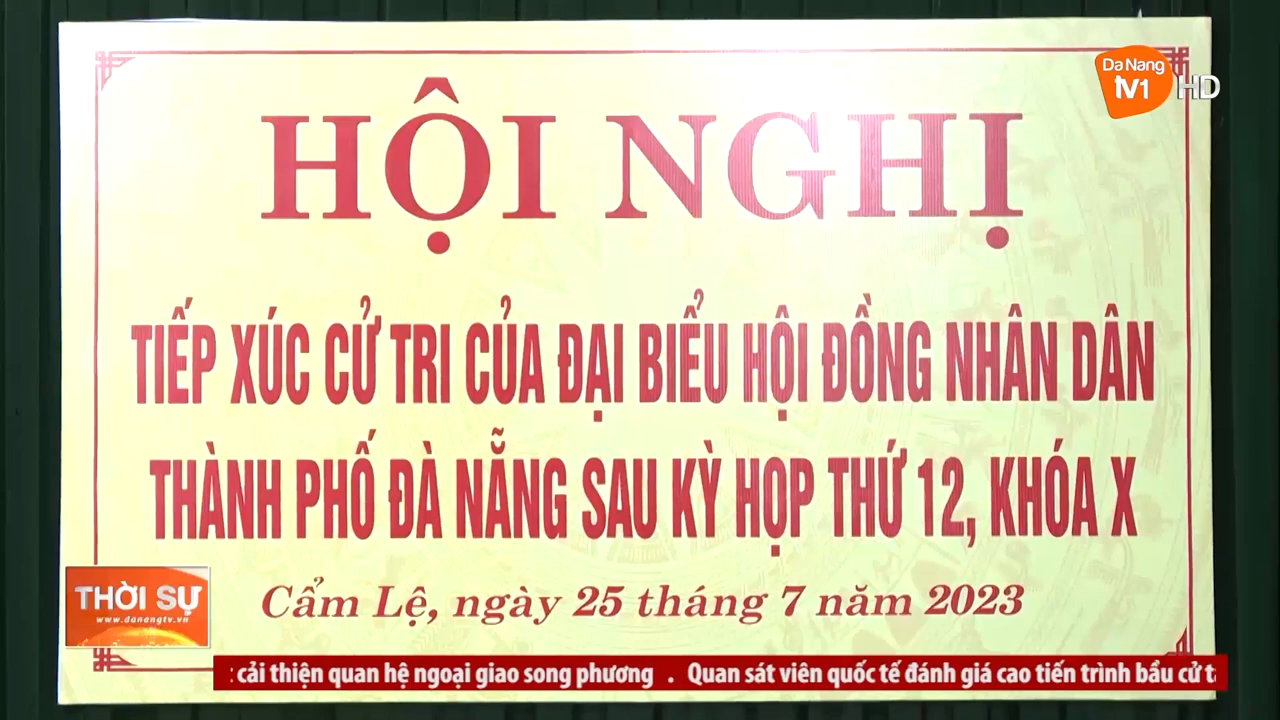 Da Nang
TV1 HD
HỘI NGHỊ
TIẾP XÚC CỬ TRI CỦA ĐẠI BIỂU HỘI ĐỒNG NHÂN DÂN
THÀNH PHỐ ĐÀ NẴNG SAU KỲ HỌP THỨ 12, KHÓA X
Cẩm Lệ, ngày 25 tháng 7 năm 2023
THỜI SỰ
www.danangtv.vn
cải thiện quan hệ ngoại giao song phương . Quan sát viên quốc tế đánh giá cao tiến trình bầu cử